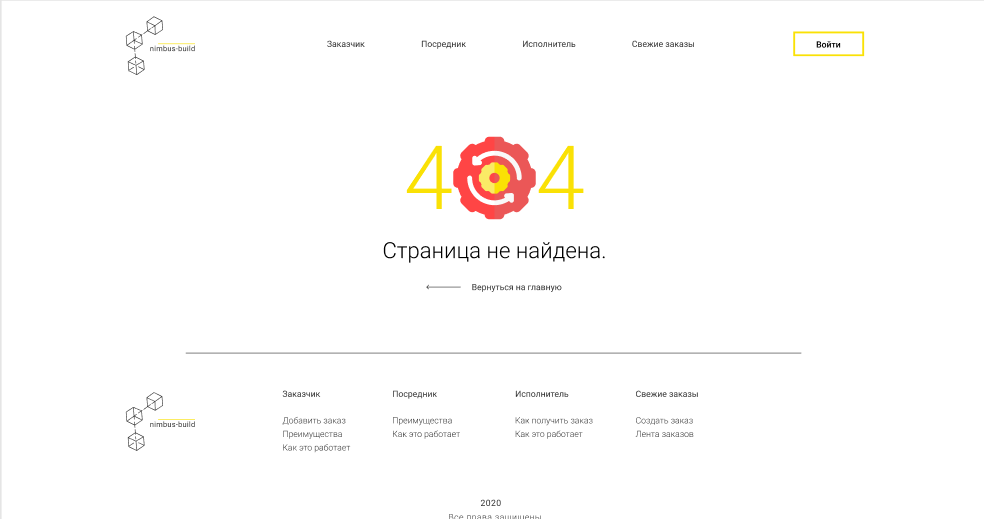 nimbus-build
Заказчик
Посредник
Исполнитель
Свежие заказы
Войти
4 4
Страница не найдена.
Вернуться на главную
nimbus-build
Заказчик
Добавить заказ
Преимущества
Как это работает
Посредник
Преимущества
Как это работает
Исполнитель
Как получить заказ
Как это работает
Свежие заказы
Создать заказ
Лента заказов
2020
Все права защищены